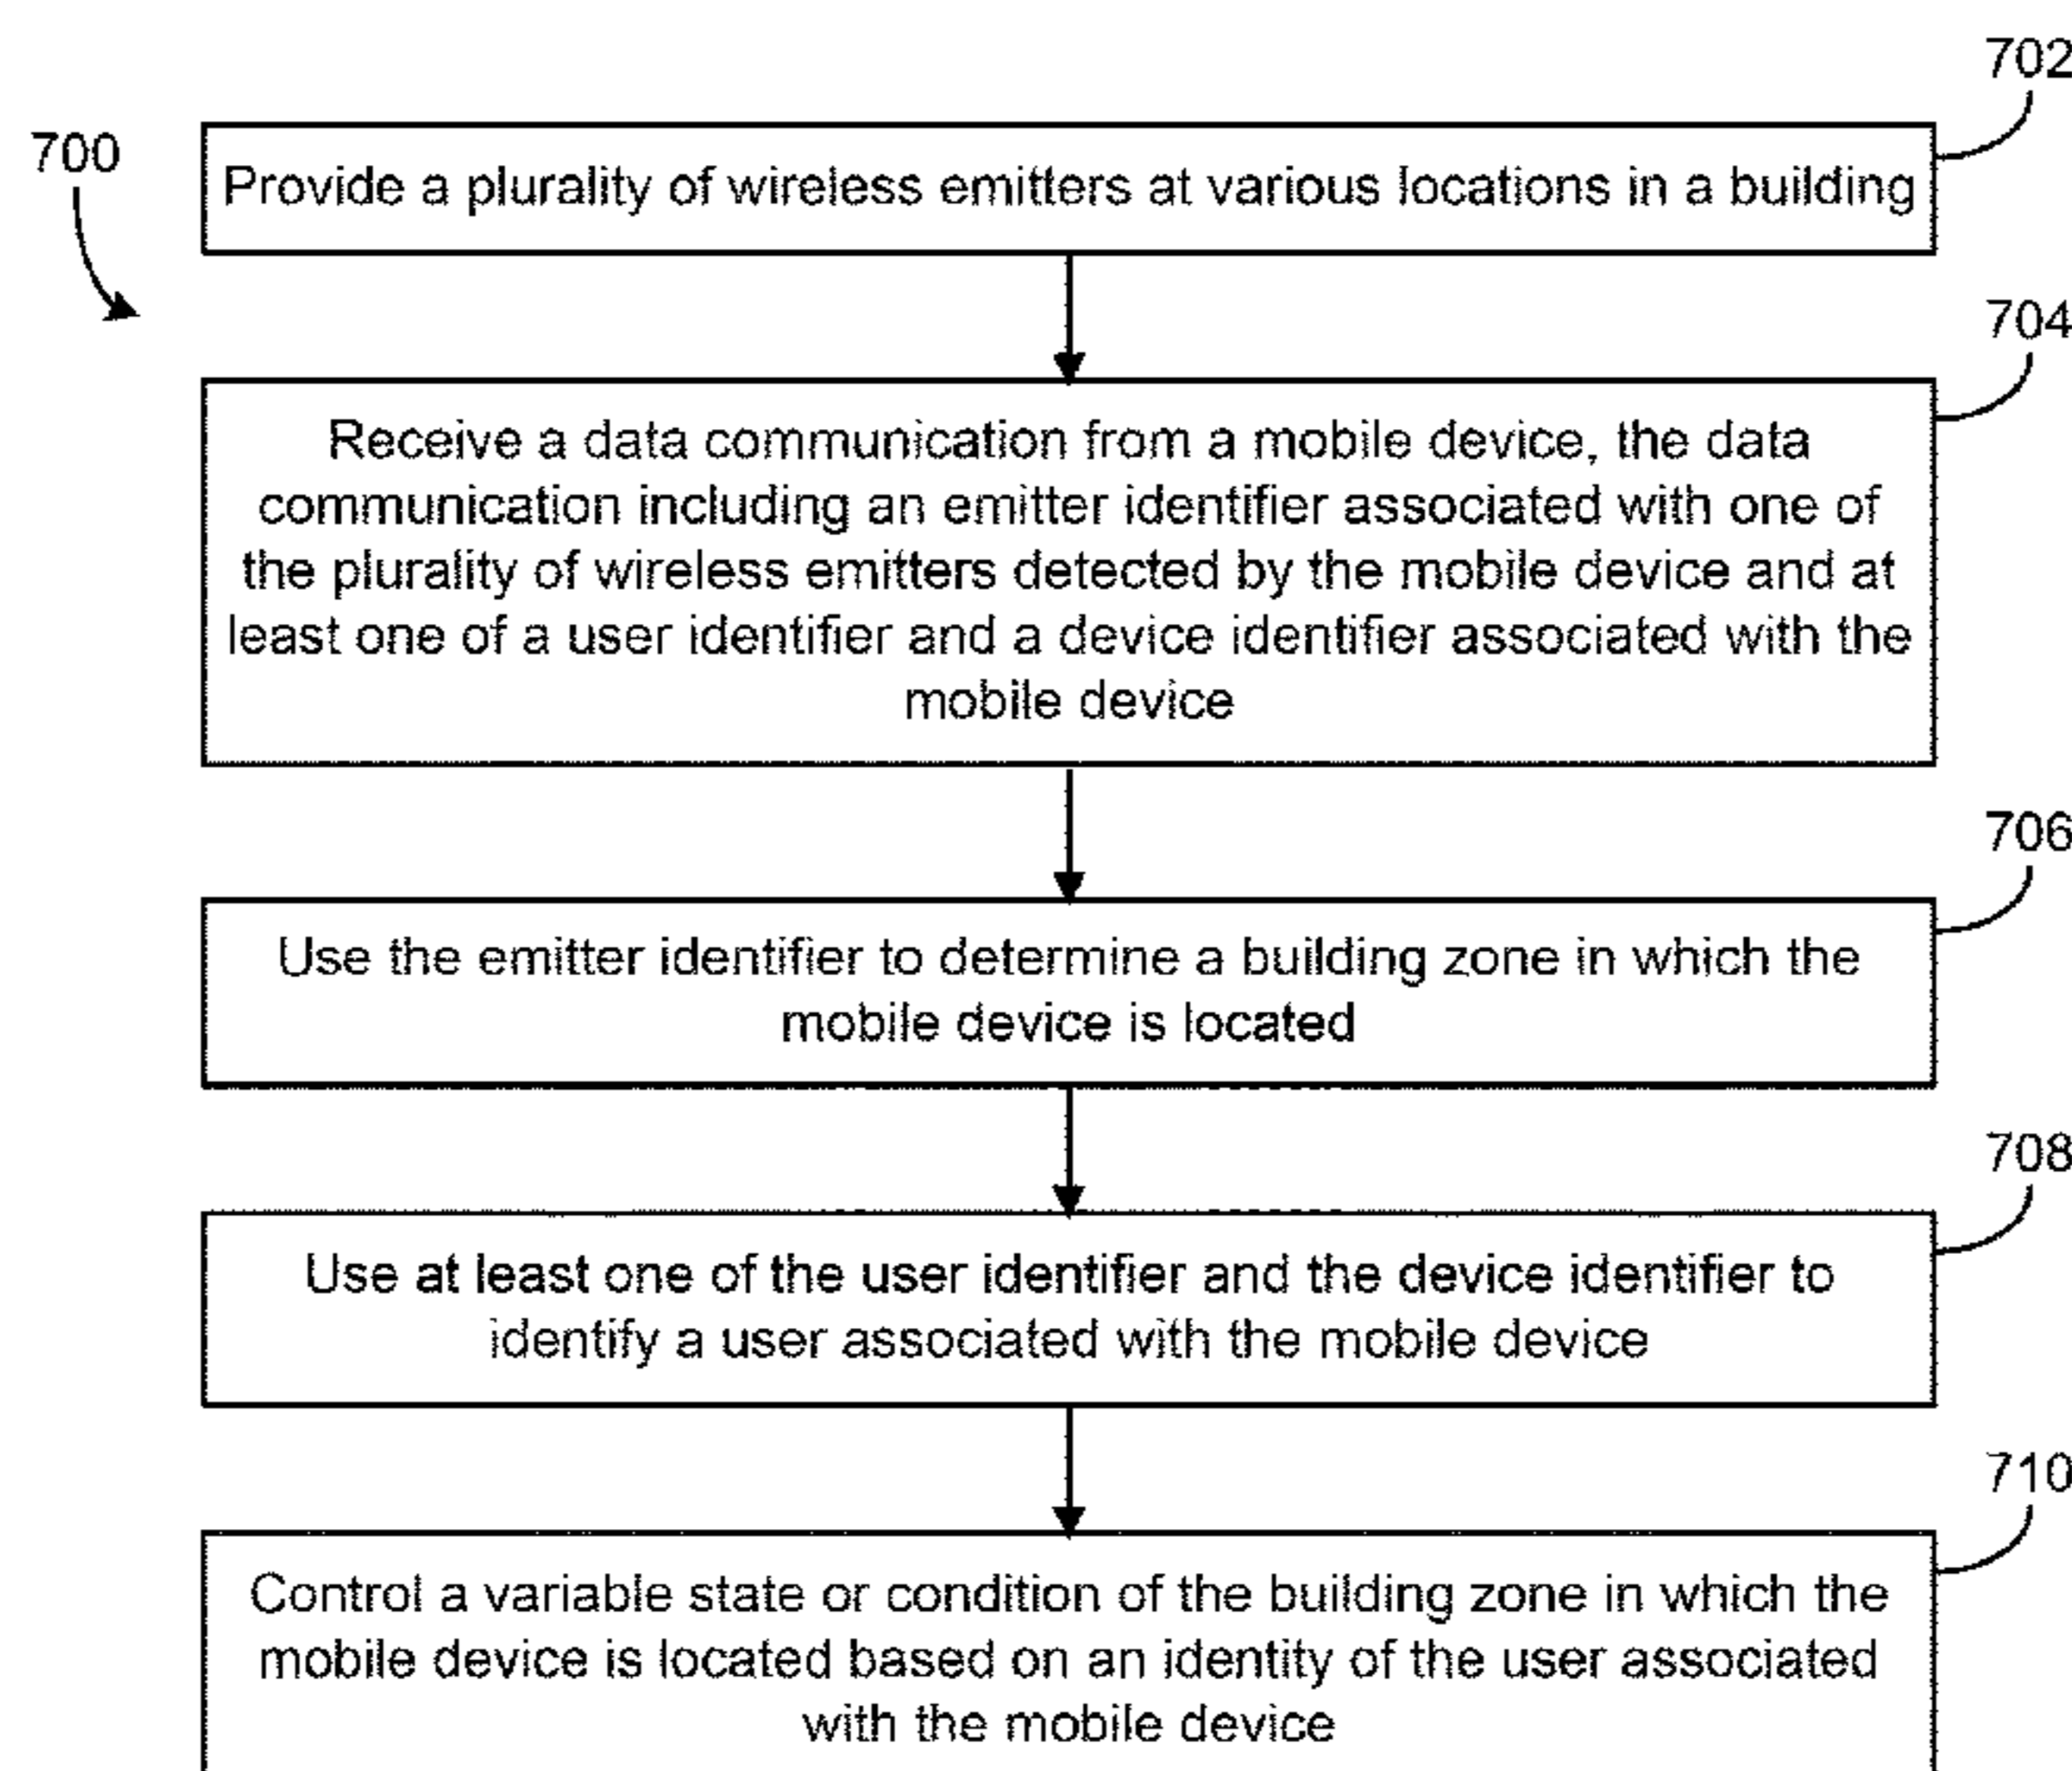 702
700
Provide a plurality of wireless emitters at various locations in a building
704
Receive a data communication from a mobile device, the data
communication including an emitter identifier associated with one of
the plurality of wireless emitters detected by the mobile device and at
least one of a user identifier and a device identifier associated with the
mobile device
706
Use the emitter identifier to determine a building zone in which the
mobile device is located
708
Use at least one of the user identifier and the device identifier to
identify a user associated with the mobile device
710
Control a variable state or condition of the building zone in which the
mobile device is located based on an identity of the user associated
with the mobile device